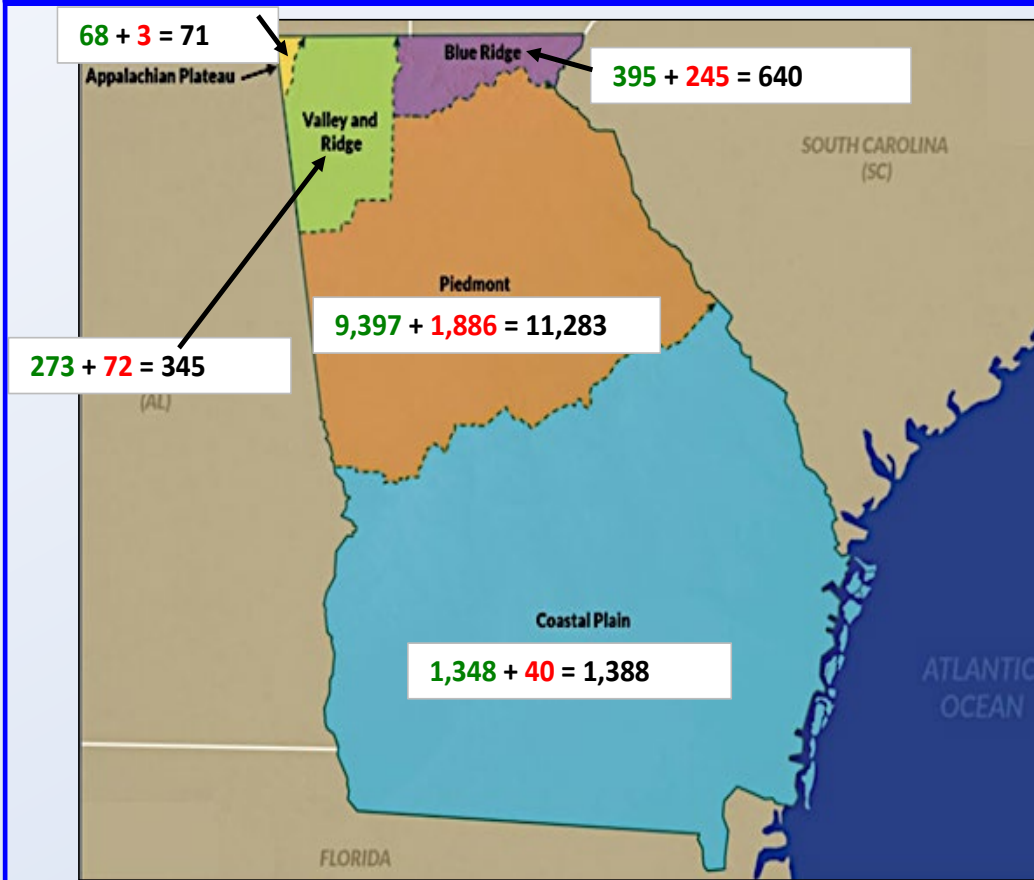 68 + 3 = 71
Appalachian Plateau
Blue Ridge
395 + 245 = 640
Valley and
Ridge
SOUTH CAROLINA
(SC)
Piedmont
9,397 + 1,886 = 11,283
273 + 72 = 345
(AL)
Coastal Plain
1,348 + 40 = 1,388
ATLANTIC
OCEAN
FLORIDA